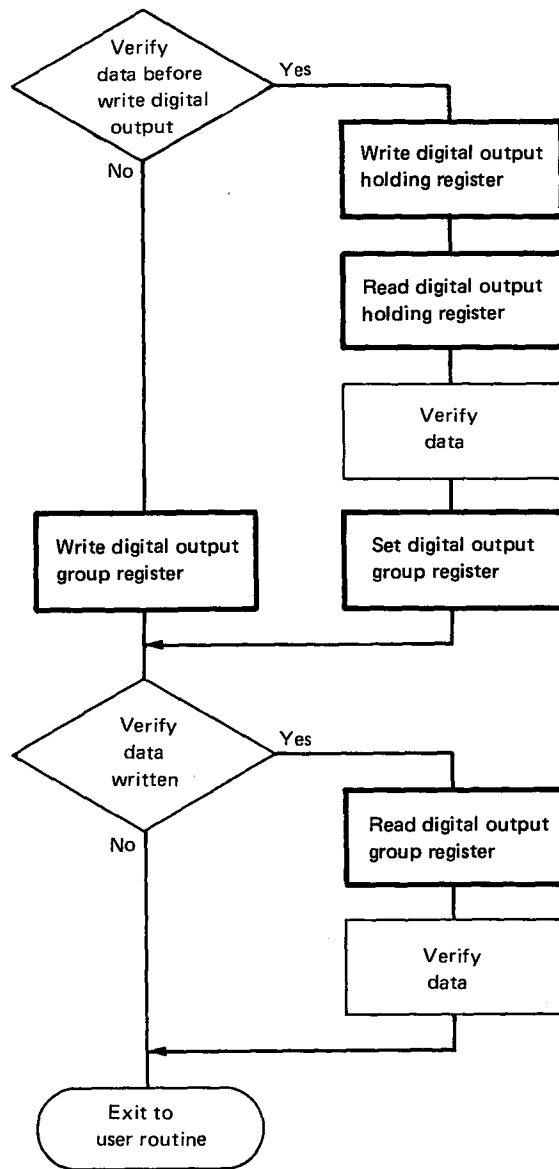 Verify
data before
write digital
output
Yes
No
Write digital output
holding register
Read digital output
holding register
Verify
data
Write digital output
group register
Set digital output
group register
Verify
data
written
Yes
No
Read digital output
group register
Verify
data
Exit to
user routine